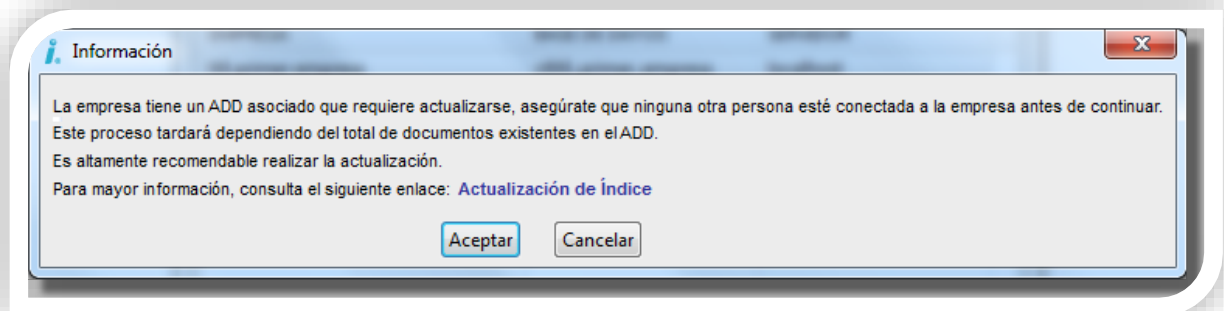 Información
La empresa tiene un ADD asociado que requiere actualizarse, asegúrate que ninguna otra persona esté conectada a la empresa antes de continuar.
Este proceso tardará dependiendo del total de documentos existentes en el ADD.
Es altamente recomendable realizar la actualización.
Para mayor información, consulta el siguiente enlace: Actualización de Índice
Aceptar Cancelar